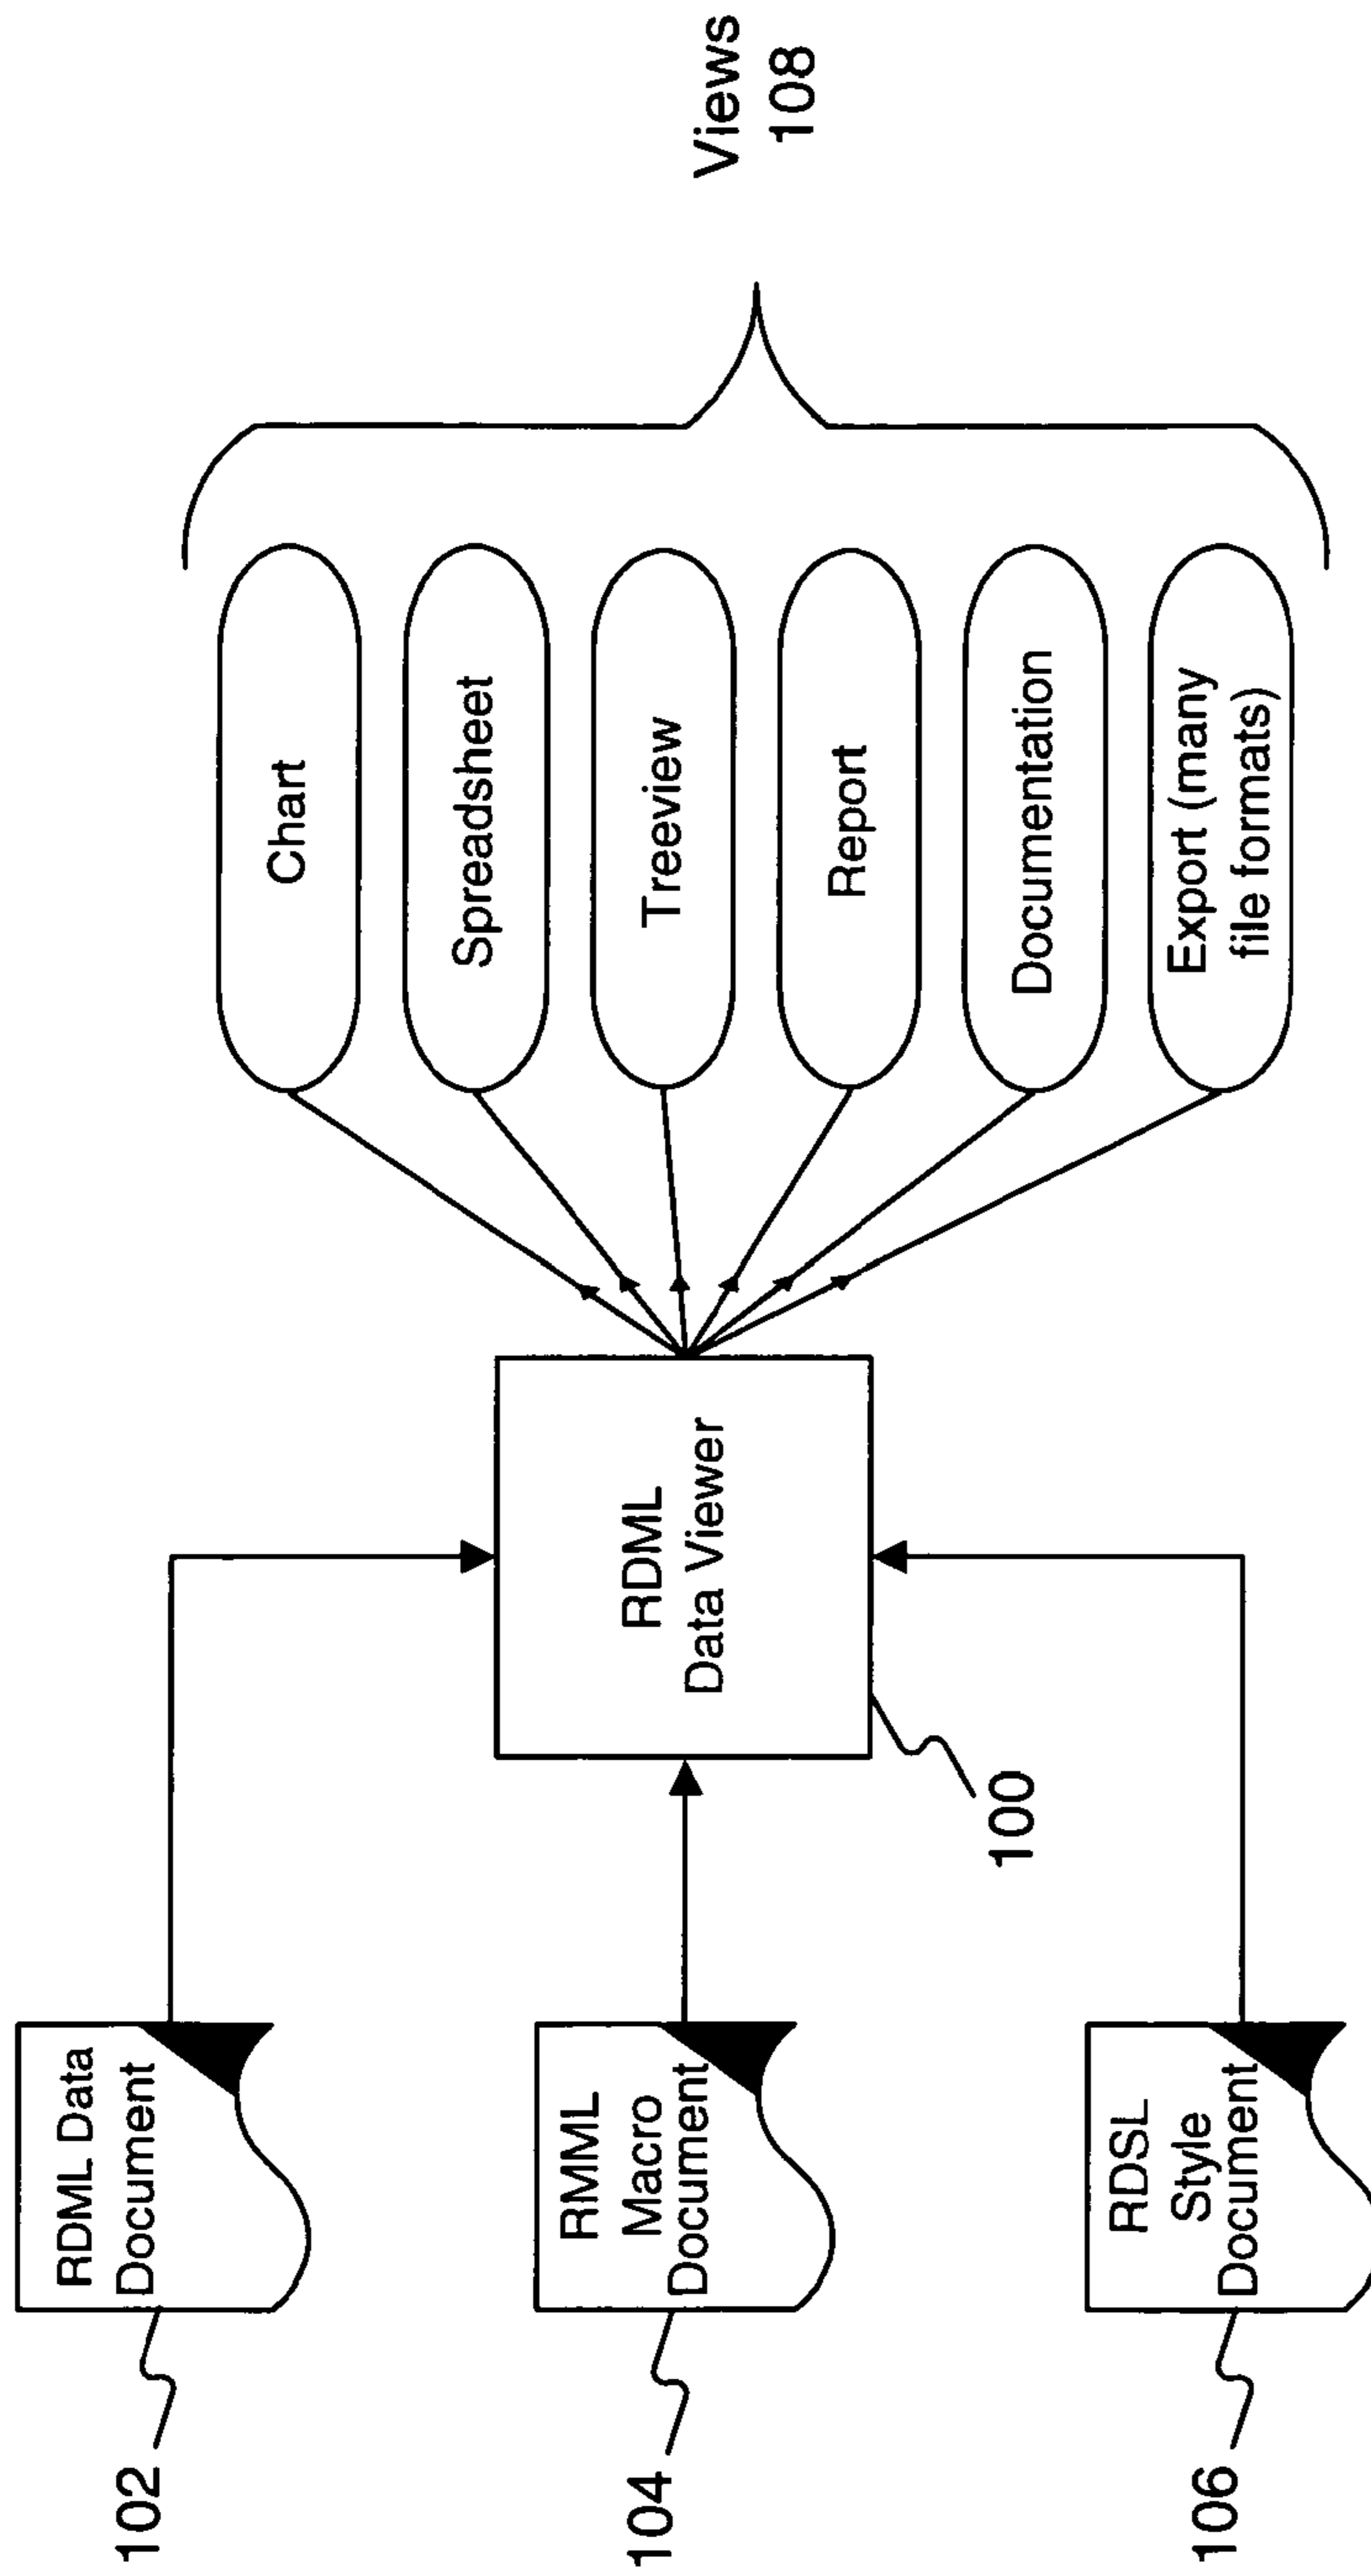 102
RDML Data
Document
104
RMML
Macro
Document
106
RDSL
Style
Document
RDML
Data Viewer
100
Chart
Spreadsheet
Treeview
Report
Documentation
Export (many
file formats)
Views
108